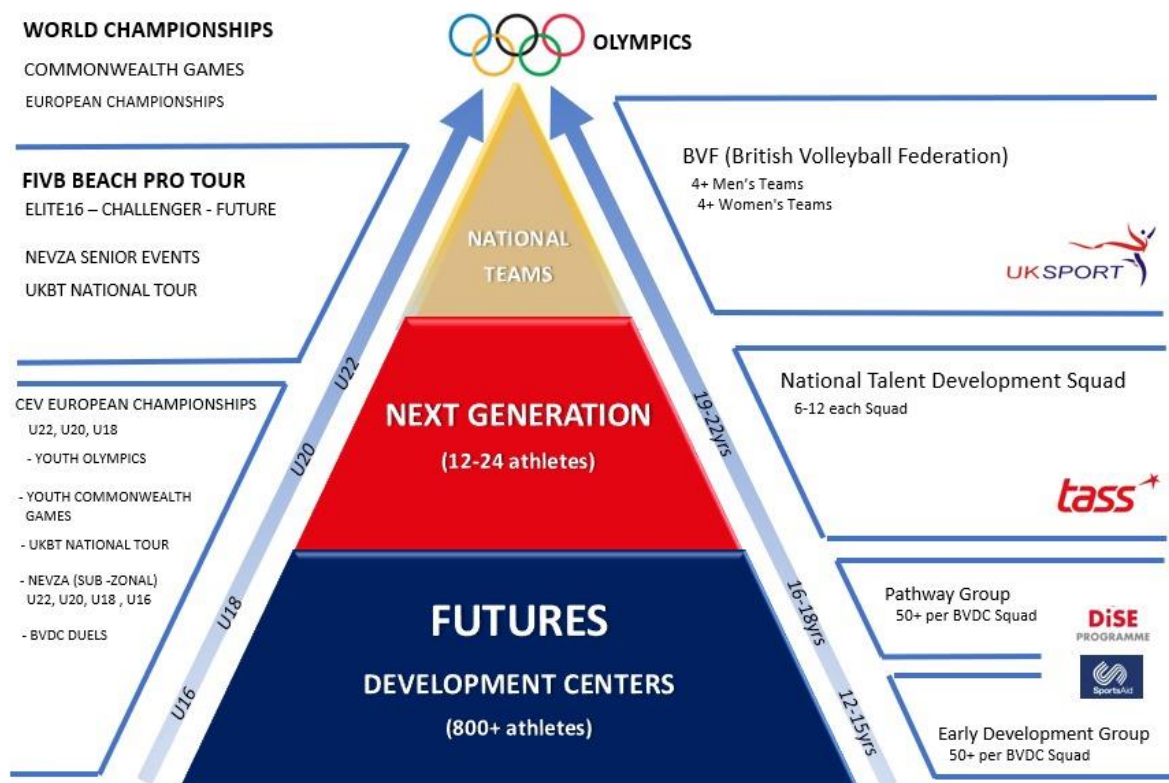 WORLD CHAMPIONSHIPS
COMMONWEALTH GAMES
EUROPEAN CHAMPIONSHIPS
OLYMPICS
FIVB BEACH PRO TOUR
ELITE16 – CHALLENGER - FUTURE
NEVZA SENIOR EVENTS
UKBT NATIONAL TOUR
CEV EUROPEAN CHAMPIONSHIPS
U22, U20, U18
- YOUTH OLYMPICS
- YOUTH COMMONWEALTH
GAMES
- UKBT NATIONAL TOUR
- NEVZA (SUB -ZONAL)
U22, U20, U18 , U16
- BVDC DUELS
U22
U20
U18
U16
NATIONAL
TEAMS
NEXT GENERATION
(12-24 athletes)
FUTURES
DEVELOPMENT CENTERS
(800+ athletes)
19-22yrs
16-18yrs
12-15yrs
BVF (British Volleyball Federation)
4+ Men's Teams
4+ Women's Teams
UKSPORT
National Talent Development Squad
6-12 each Squad
tass
Pathway Group
50+ per BVDC Squad
DiSE
PROGRAMME
SportsAid
Early Development Group
50+ per BVDC Squad